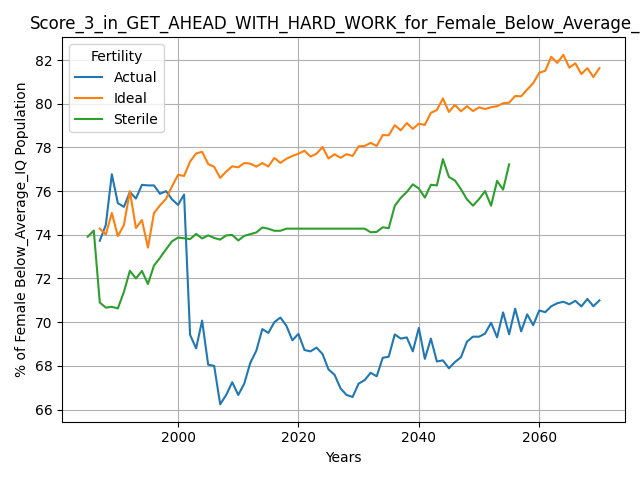 Score_3_in_GET_AHEAD_WITH_HARD_WORK_for_Female_Below_Average_
Fertility
Actual
Ideal
Sterile
% of Female Below_Average_IQ Population
82
80
78
76
74
72
70
68
66
2000
2020
2040
2060
Years